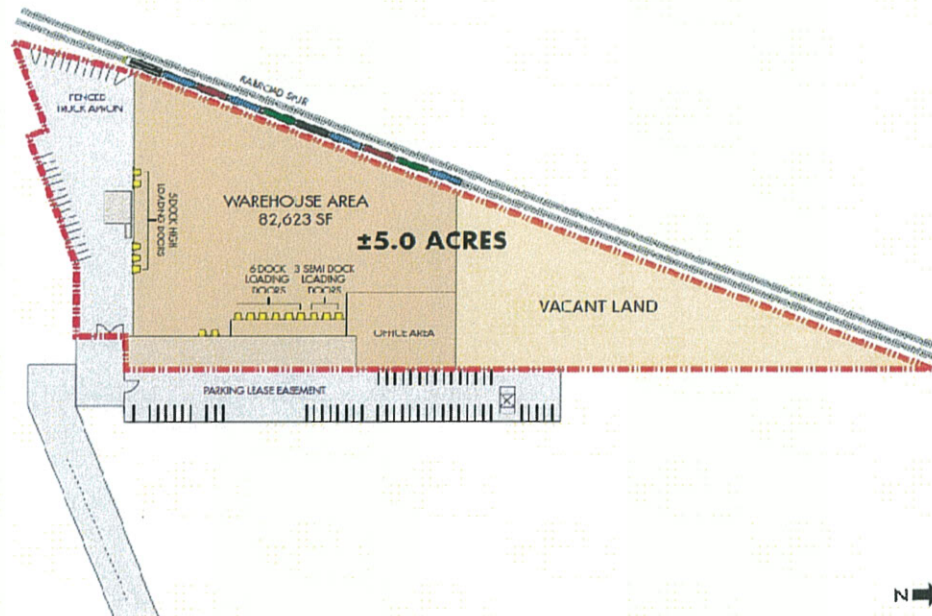 RAILROAD SPUR
FENCED
TRUCK APRON
5 DOCK HIGH
LOADING DOORS
WAREHOUSE AREA
82,623 SF
±5.0 ACRES
6 DOCK
LOADING
DOORS
3 SEMI DOCK
LOADING
DOORS
OFFICE AREA
VACANT LAND
PARKING LEASE EASEMENT
N